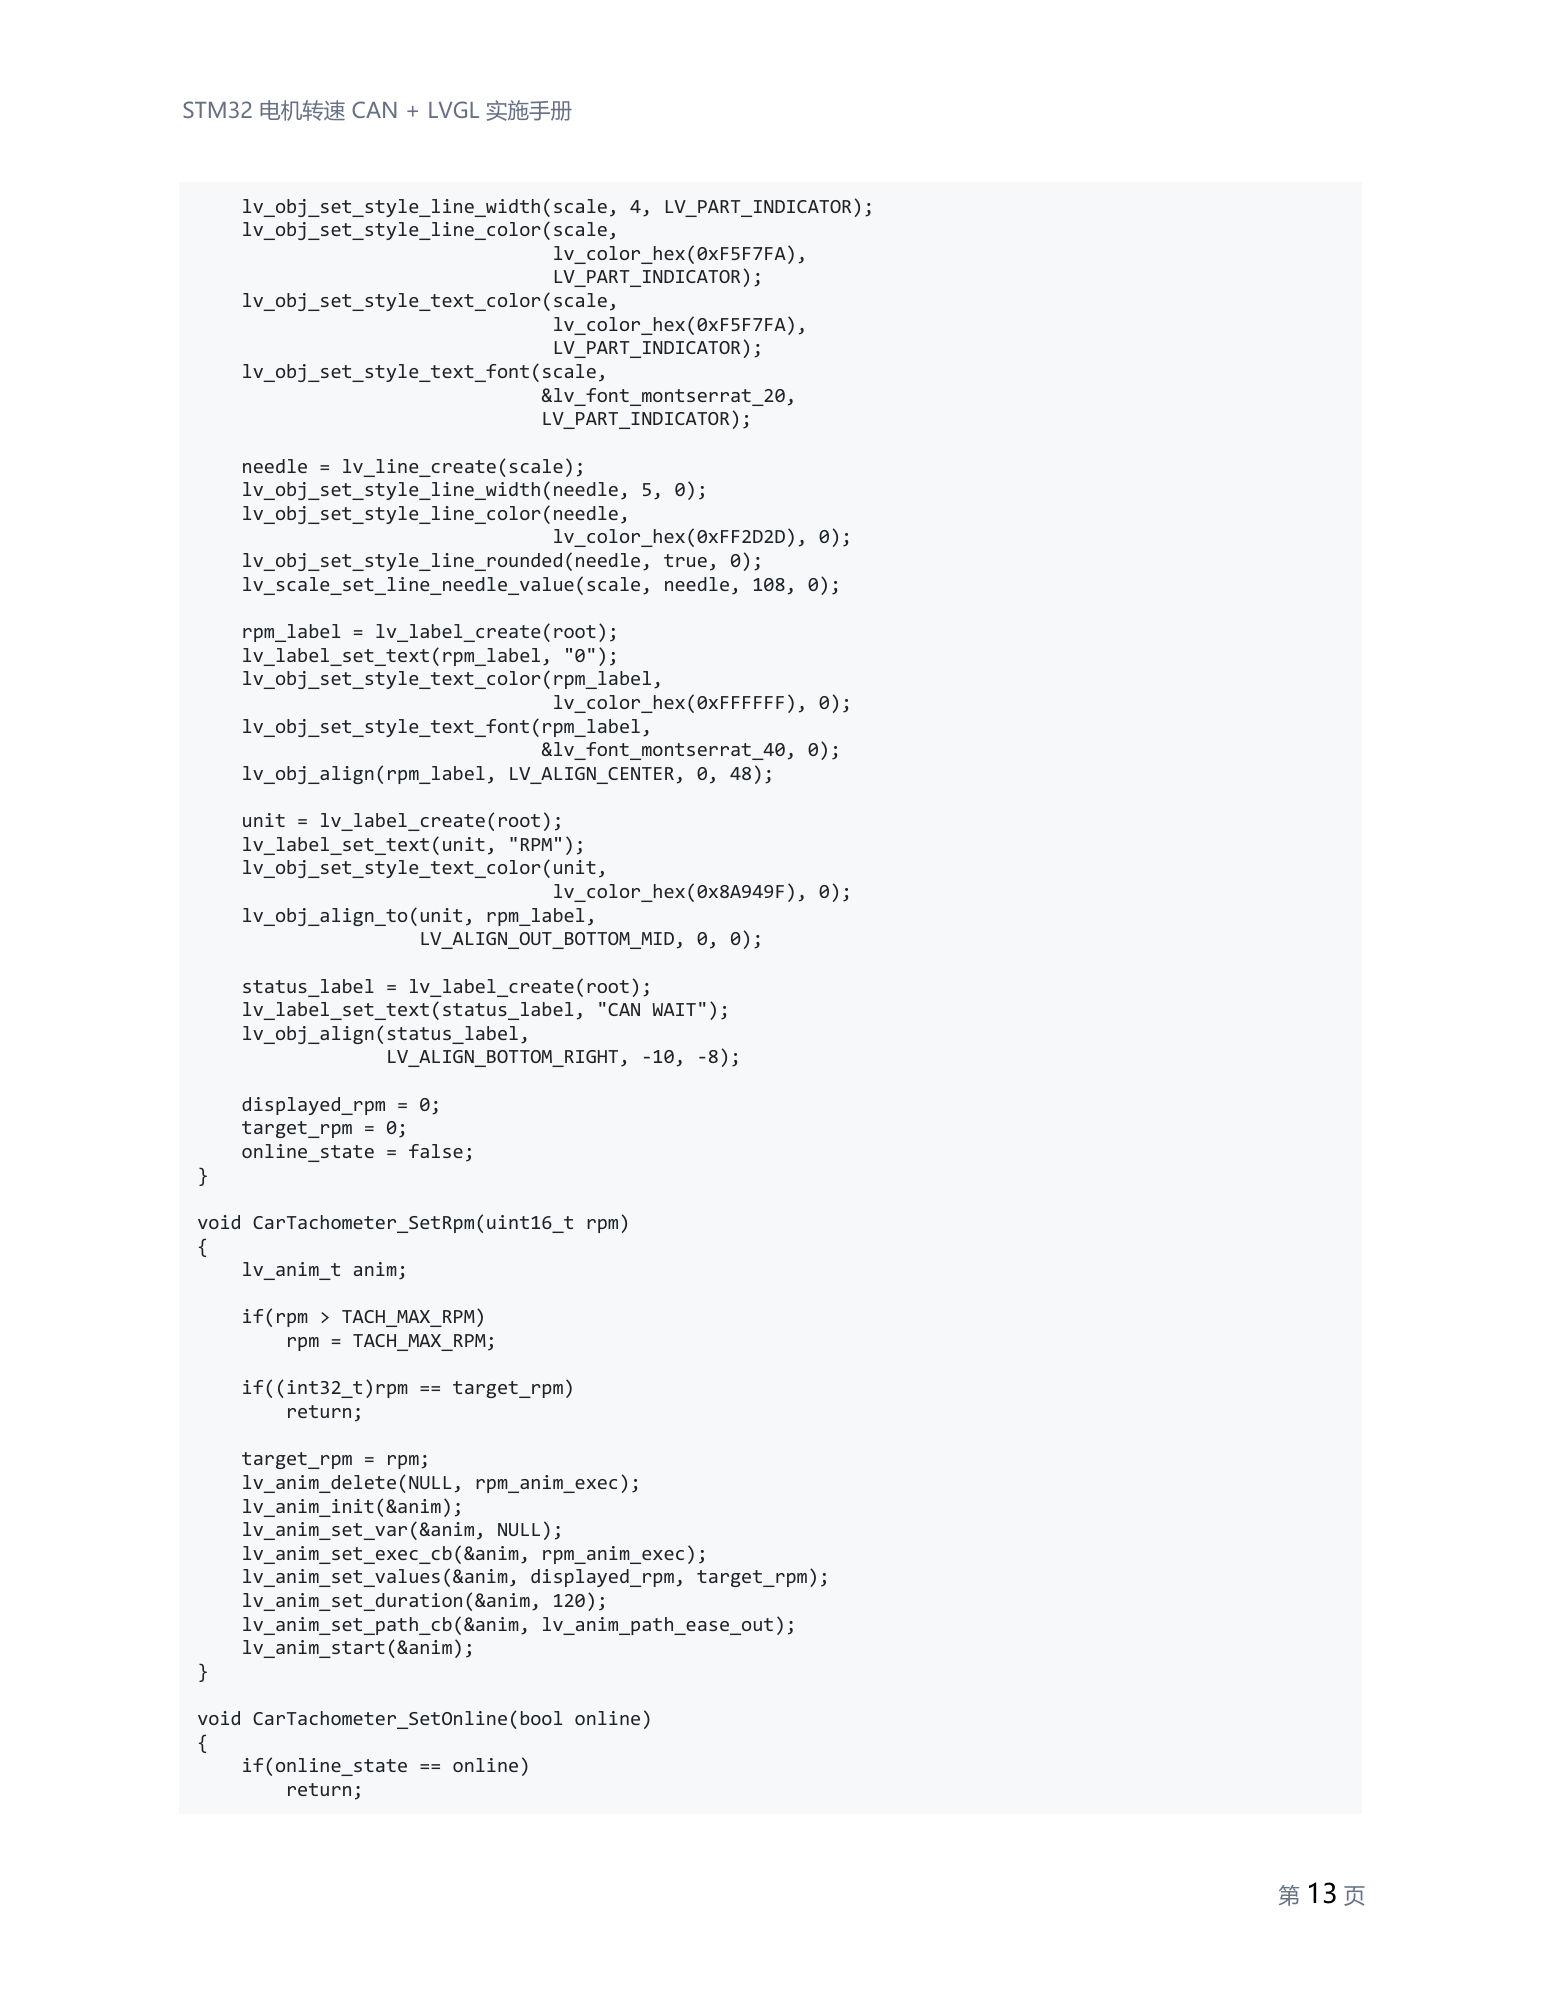 STM32 电机转速 CAN + LVGL 实施手册
    lv_obj_set_style_line_width(scale, 4, LV_PART_INDICATOR);
    lv_obj_set_style_line_color(scale,
                                lv_color_hex(0xF5F7FA),
                                LV_PART_INDICATOR);
    lv_obj_set_style_text_color(scale,
                                lv_color_hex(0xF5F7FA),
                                LV_PART_INDICATOR);
    lv_obj_set_style_text_font(scale,
                               &lv_font_montserrat_20,
                               LV_PART_INDICATOR);

    needle = lv_line_create(scale);
    lv_obj_set_style_line_width(needle, 5, 0);
    lv_obj_set_style_line_color(needle,
                                lv_color_hex(0xFF2D2D), 0);
    lv_obj_set_style_line_rounded(needle, true, 0);
    lv_scale_set_line_needle_value(scale, needle, 108, 0);

    rpm_label = lv_label_create(root);
    lv_label_set_text(rpm_label, "0");
    lv_obj_set_style_text_color(rpm_label,
                                lv_color_hex(0xFFFFFF), 0);
    lv_obj_set_style_text_font(rpm_label,
                               &lv_font_montserrat_40, 0);
    lv_obj_align(rpm_label, LV_ALIGN_CENTER, 0, 48);

    unit = lv_label_create(root);
    lv_label_set_text(unit, "RPM");
    lv_obj_set_style_text_color(unit,
                                lv_color_hex(0x8A949F), 0);
    lv_obj_align_to(unit, rpm_label,
                    LV_ALIGN_OUT_BOTTOM_MID, 0, 0);

    status_label = lv_label_create(root);
    lv_label_set_text(status_label, "CAN WAIT");
    lv_obj_align(status_label,
                 LV_ALIGN_BOTTOM_RIGHT, -10, -8);

    displayed_rpm = 0;
    target_rpm = 0;
    online_state = false;
}

void CarTachometer_SetRpm(uint16_t rpm)
{
    lv_anim_t anim;

    if(rpm > TACH_MAX_RPM)
        rpm = TACH_MAX_RPM;

    if((int32_t)rpm == target_rpm)
        return;

    target_rpm = rpm;
    lv_anim_delete(NULL, rpm_anim_exec);
    lv_anim_init(&anim);
    lv_anim_set_var(&anim, NULL);
    lv_anim_set_exec_cb(&anim, rpm_anim_exec);
    lv_anim_set_values(&anim, displayed_rpm, target_rpm);
    lv_anim_set_duration(&anim, 120);
    lv_anim_set_path_cb(&anim, lv_anim_path_ease_out);
    lv_anim_start(&anim);
}

void CarTachometer_SetOnline(bool online)
{
    if(online_state == online)
        return;
第 13 页